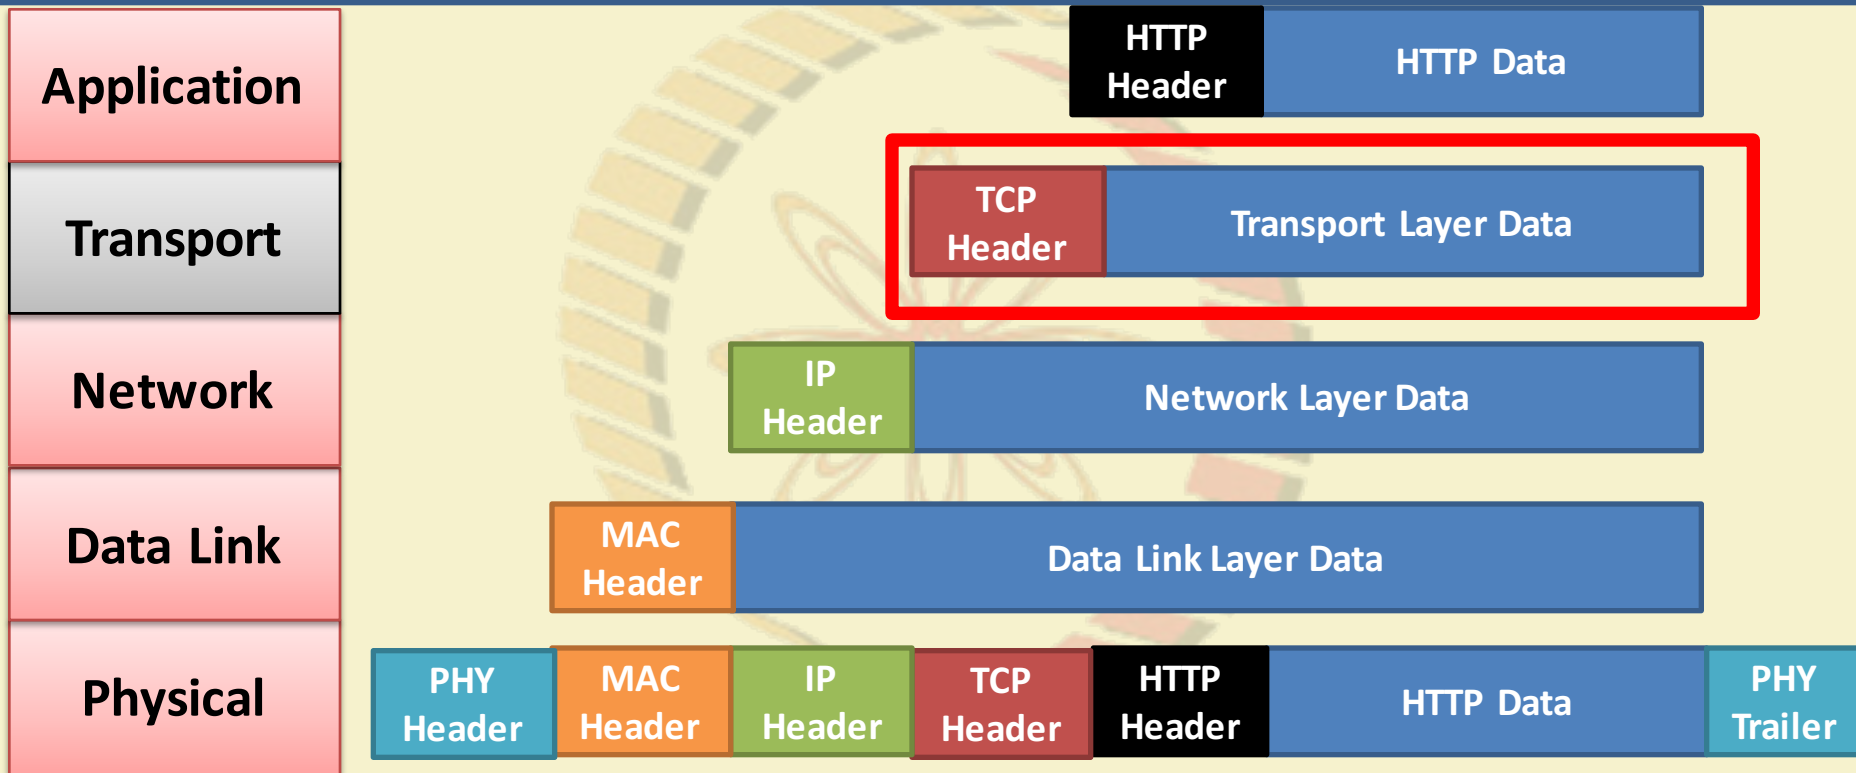 Application
HTTP
Header
HTTP Data
Transport
TCP
Header
Transport Layer Data
Network
IP
Header
Network Layer Data
Data Link
MAC
Header
Data Link Layer Data
Physical
PHY
Header
MAC
Header
IP
Header
TCP
Header
HTTP
Header
HTTP Data
PHY
Trailer